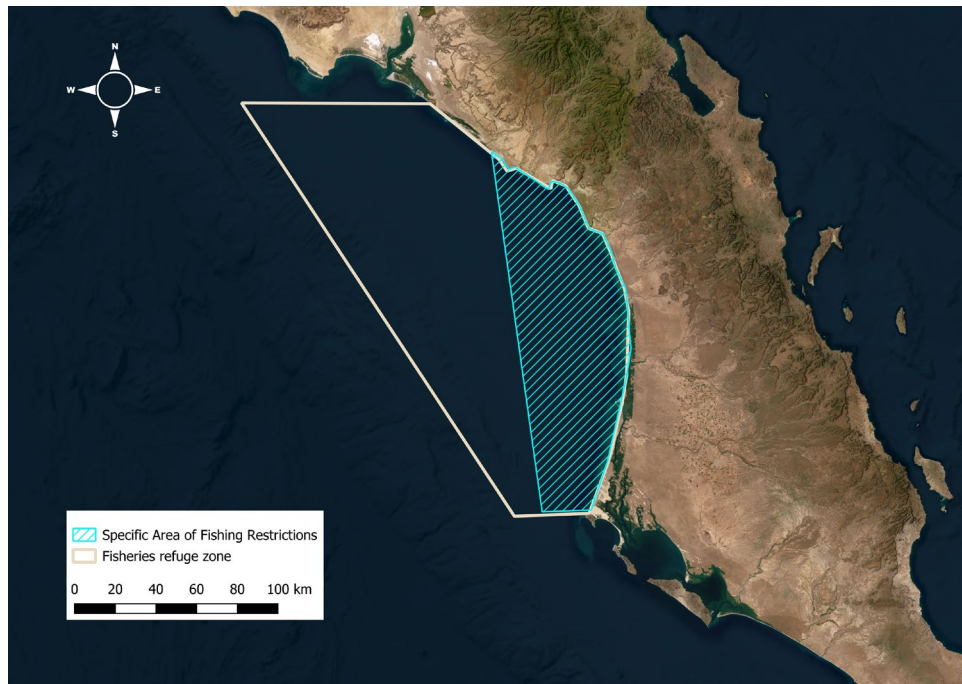 N
W E
S
Specific Area of Fishing Restrictions
Fisheries refuge zone
0 20 40 60 80 100 km